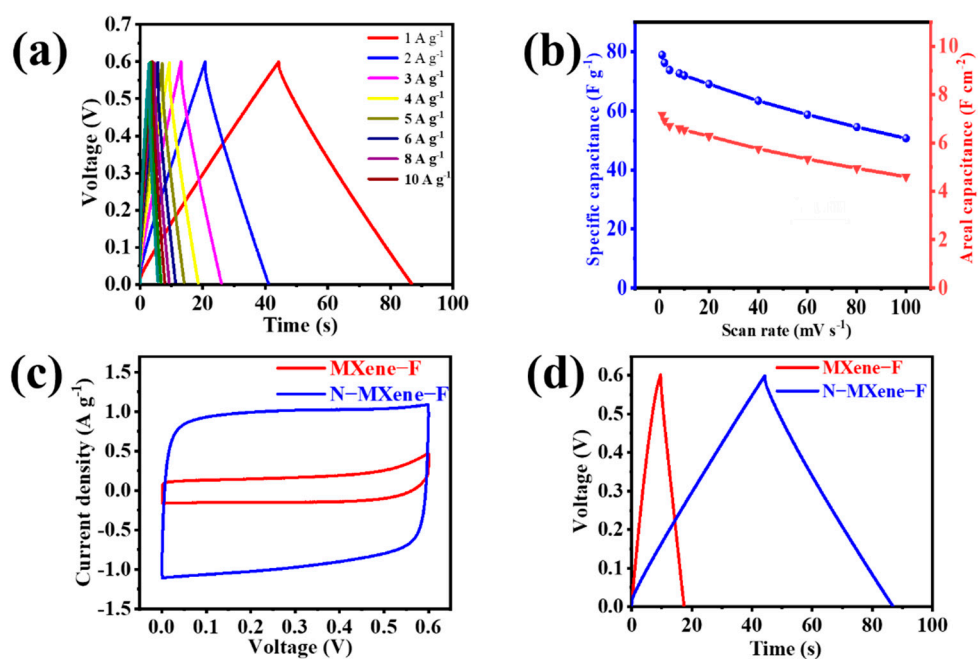 (a)
Voltage (V)
0.6
0.5
0.4
0.3
0.2
0.1
0.0
1 A g⁻¹
2 A g⁻¹
3 A g⁻¹
4 A g⁻¹
5 A g⁻¹
6 A g⁻¹
8 A g⁻¹
10 A g⁻¹
0 20 40 60 80 100
Time (s)
(b)
Specific capacitance (F g⁻¹)
80
60
40
20
0
Areal capacitance (F cm⁻²)
10
8
6
4
2
0
0 20 40 60 80 100
Scan rate (mV s⁻¹)
(c)
Current density (A g⁻¹)
1.5
1.0
0.5
0.0
-0.5
-1.0
-1.5
MXene−F
N−MXene−F
0.0 0.1 0.2 0.3 0.4 0.5 0.6
Voltage (V)
(d)
Voltage (V)
0.6
0.5
0.4
0.3
0.2
0.1
0.0
MXene−F
N−MXene−F
0 20 40 60 80 100
Time (s)